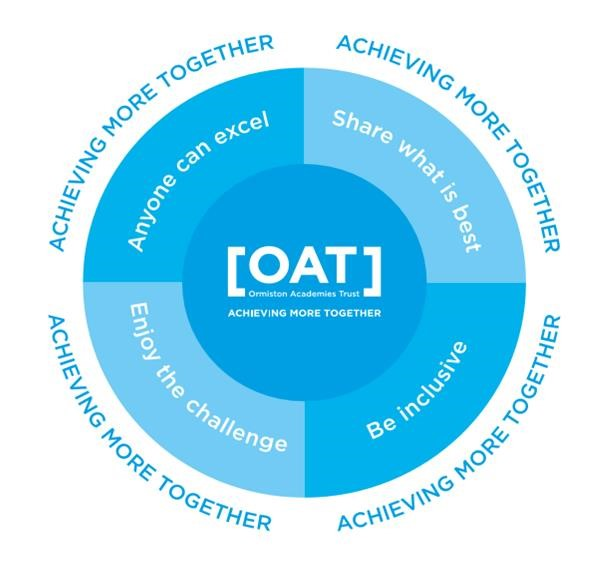 ACHIEVING MORE TOGETHER
ACHIEVING MORE TOGETHER
Anyone can excel
Share what is best
[OAT]
Ormiston Academies Trust
ACHIEVING MORE TOGETHER
Enjoy the challenge
Be inclusive
ACHIEVING MORE TOGETHER
ACHIEVING MORE TOGETHER